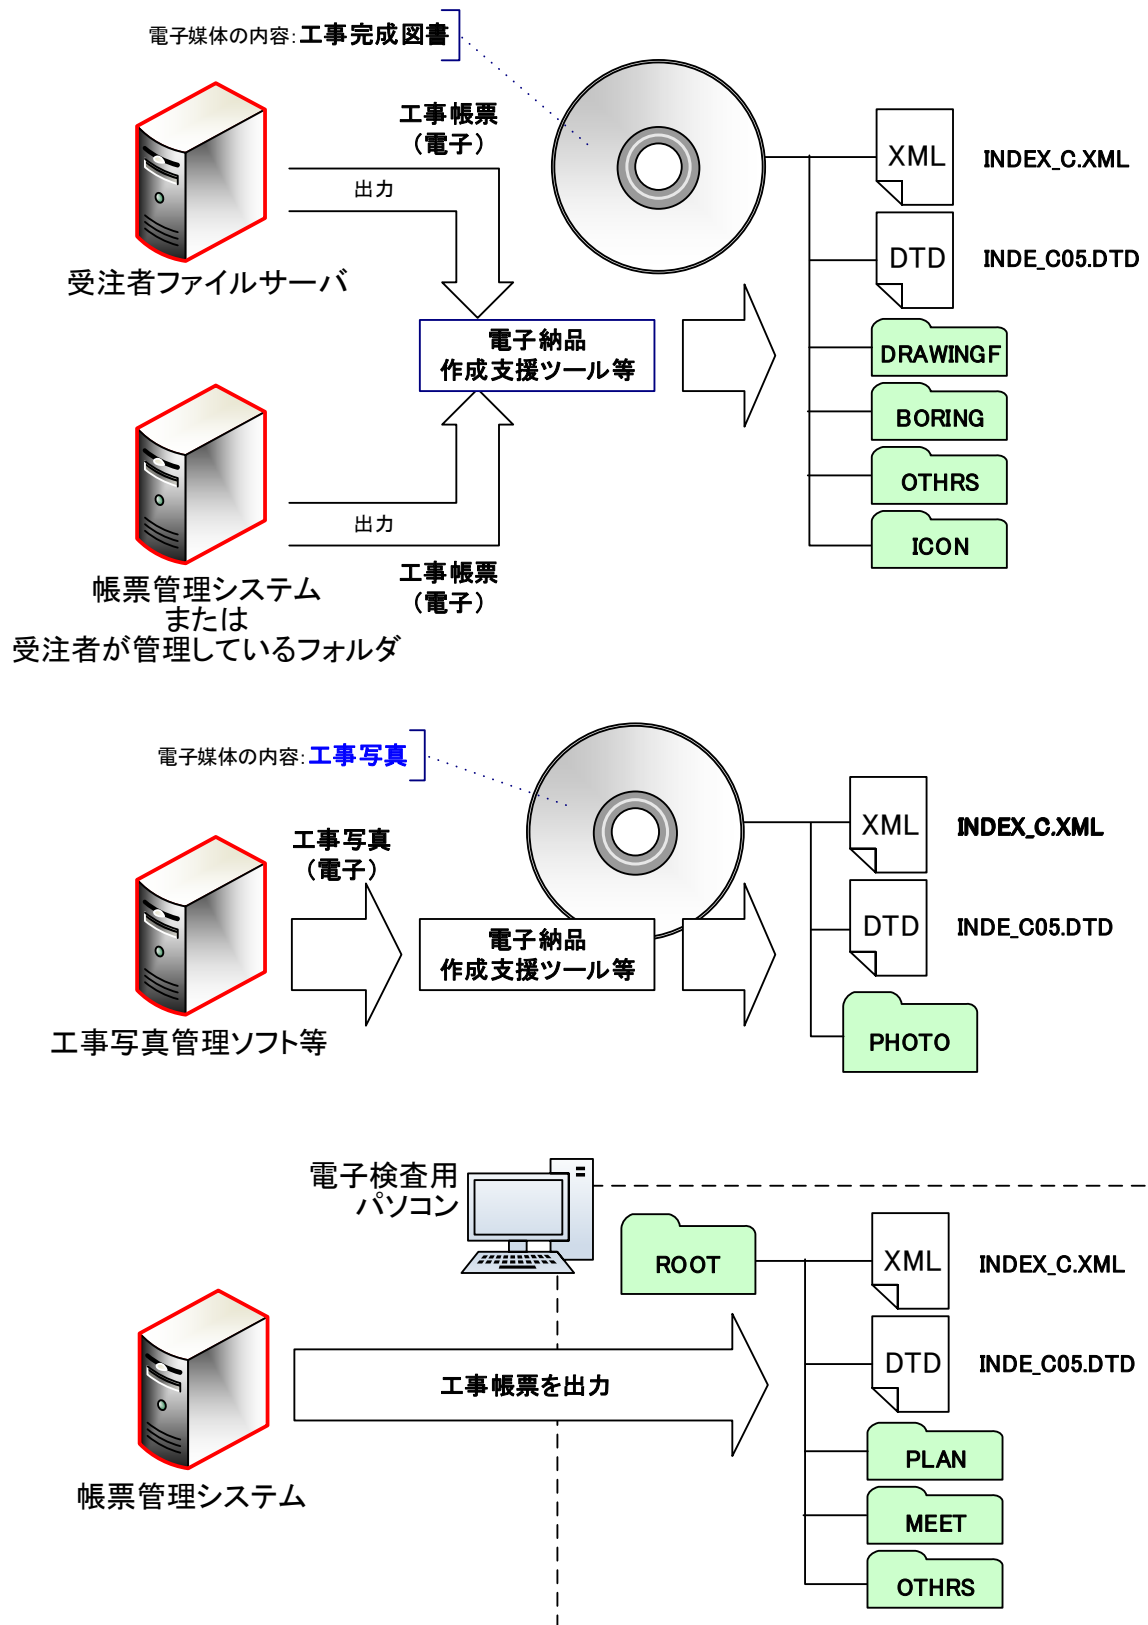 電子媒体の内容:工事完成図書
工事帳票
（電子）
出力
受注者ファイルサーバ
XML
INDEX_C.XML
DTD
INDE_C05.DTD
電子納品
作成支援ツール等
DRAWINGF
BORING
OTHRS
ICON
出力
工事帳票
（電子）
帳票管理システム
または
受注者が管理しているフォルダ
電子媒体の内容:工事写真
工事写真
（電子）
XML
INDEX_C.XML
DTD
INDE_C05.DTD
電子納品
作成支援ツール等
工事写真管理ソフト等
PHOTO
電子検査用
パソコン
ROOT
XML
INDEX_C.XML
DTD
INDE_C05.DTD
工事帳票を出力
帳票管理システム
PLAN
MEET
OTHRS